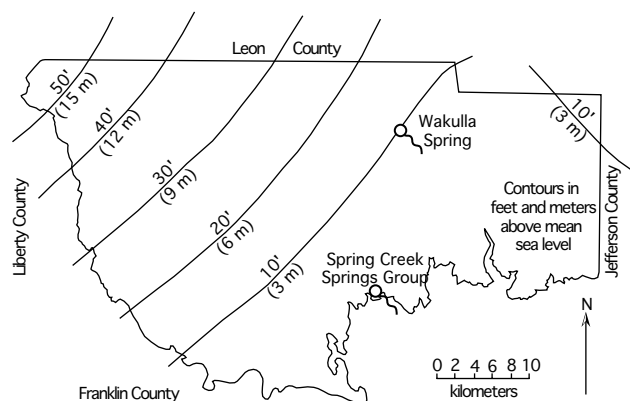 Leon County
50'
(15 m)
40'
(12 m)
30'
(9 m)
20'
(6 m)
10'
(3 m)
10'
(3 m)
Wakulla
Spring
Liberty County
Jefferson County
Contours in
feet and meters
above mean
sea level
Spring Creek
Springs Group
N
0 2 4 6 8 10
kilometers
Franklin County